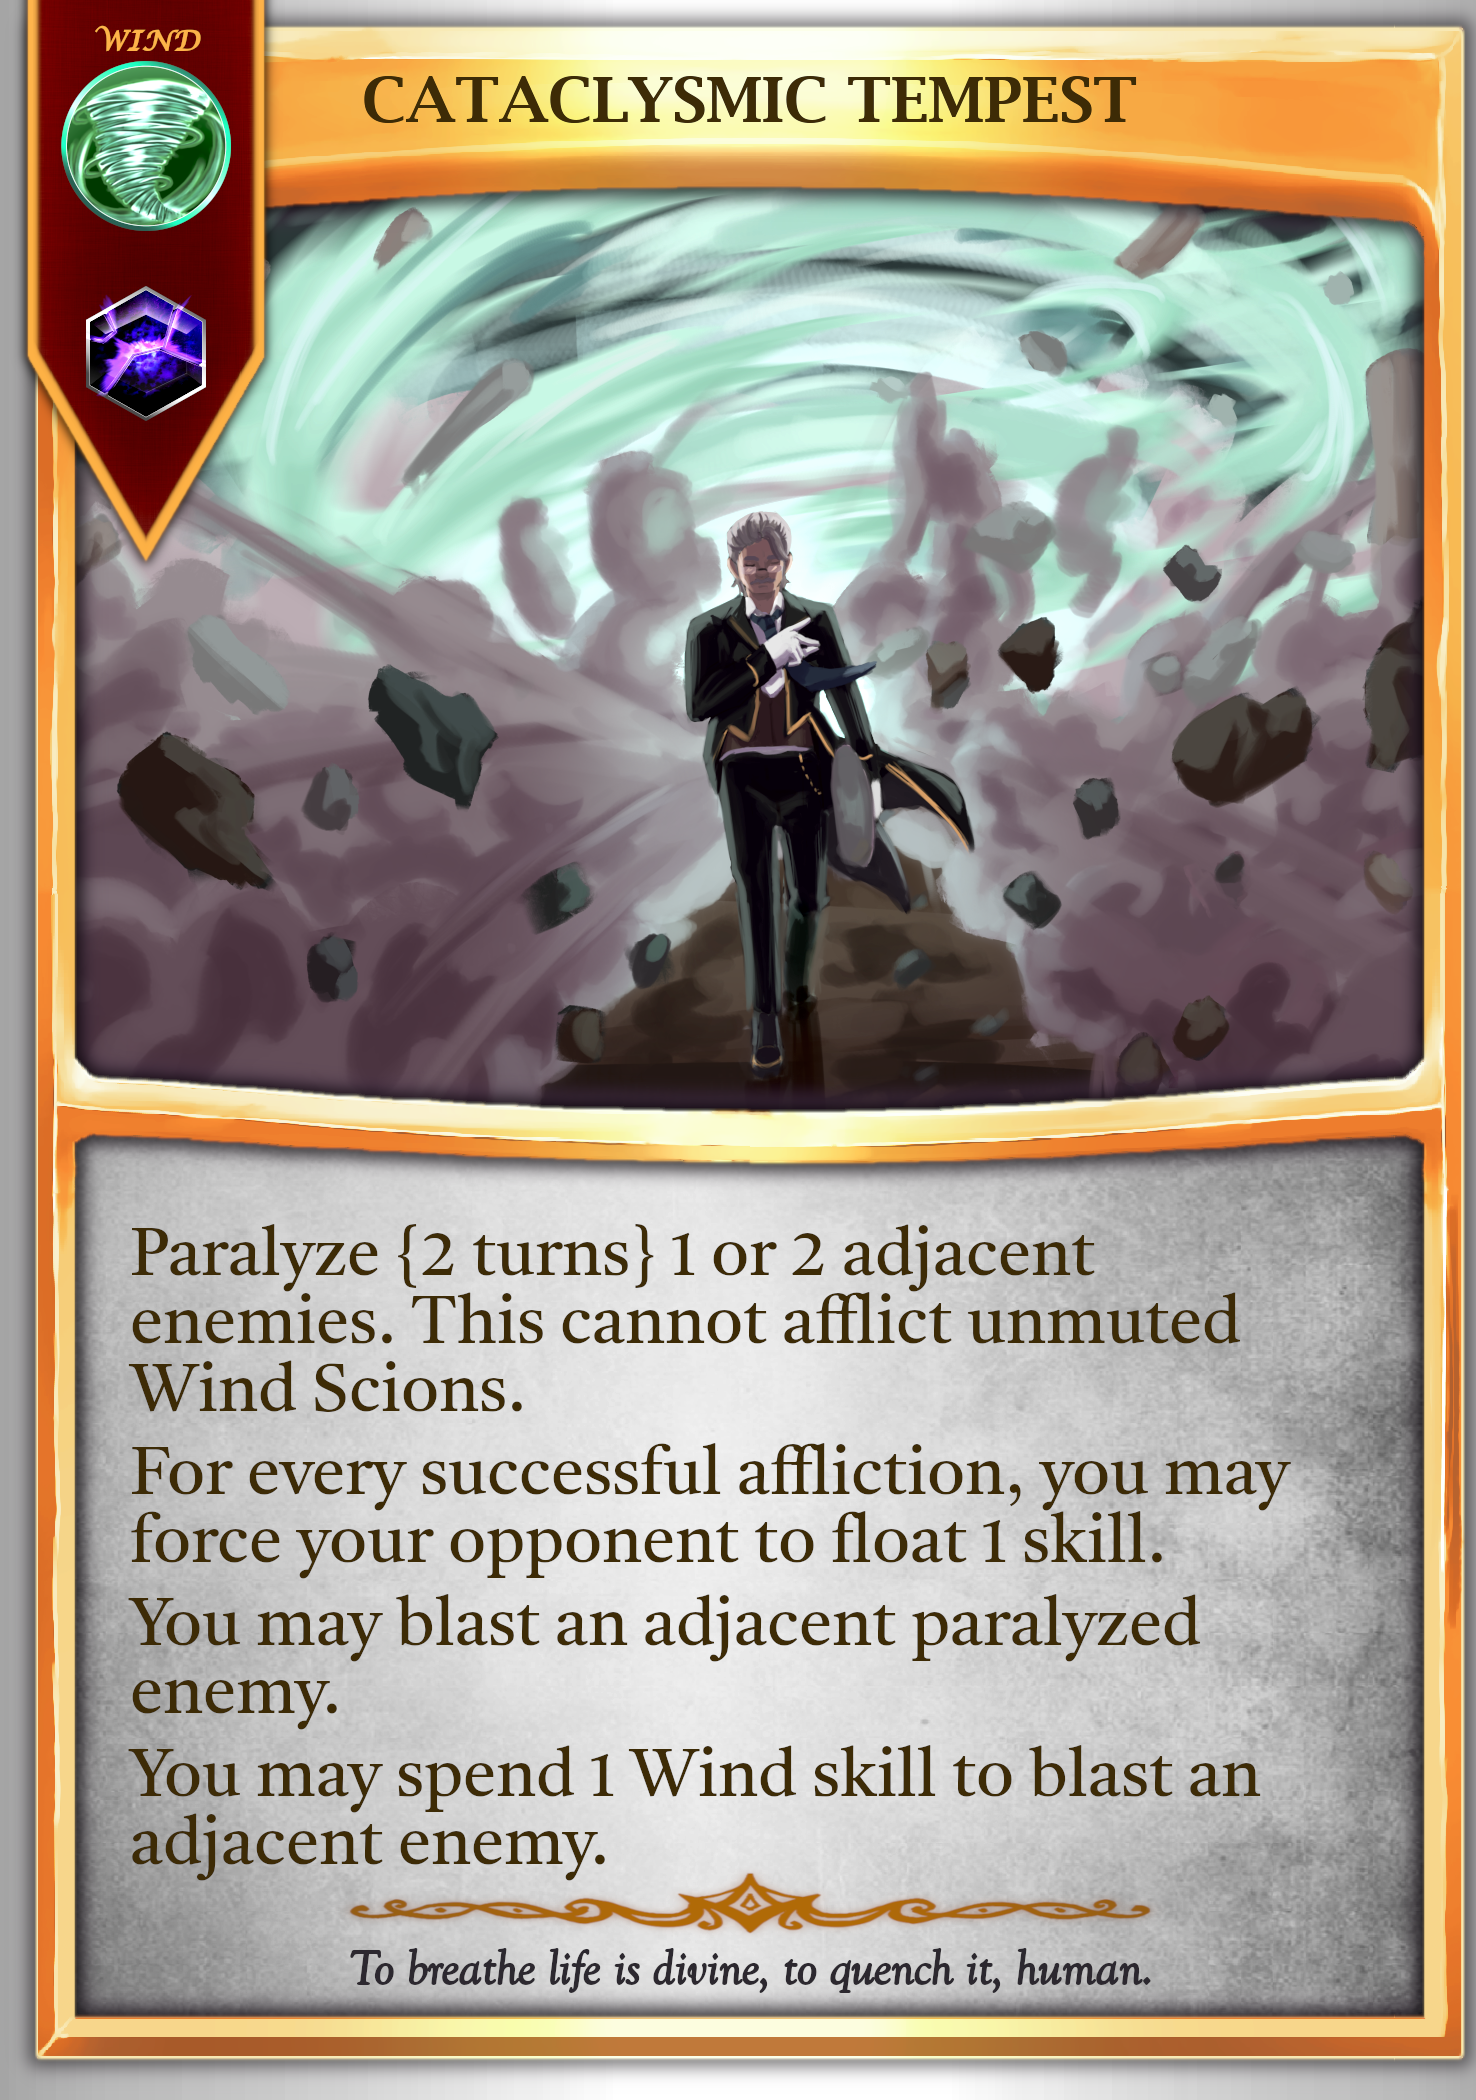 WIND
CATACLYSMIC TEMPEST
Paralyze {2 turns} 1 or 2 adjacent
enemies. This cannot afflict unmuted
Wind Scions.
For every successful affliction, you may
force your opponent to float 1 skill.
You may blast an adjacent paralyzed
enemy.
You may spend 1 Wind skill to blast an
adjacent enemy.
To breathe life is divine, to quench it, human.